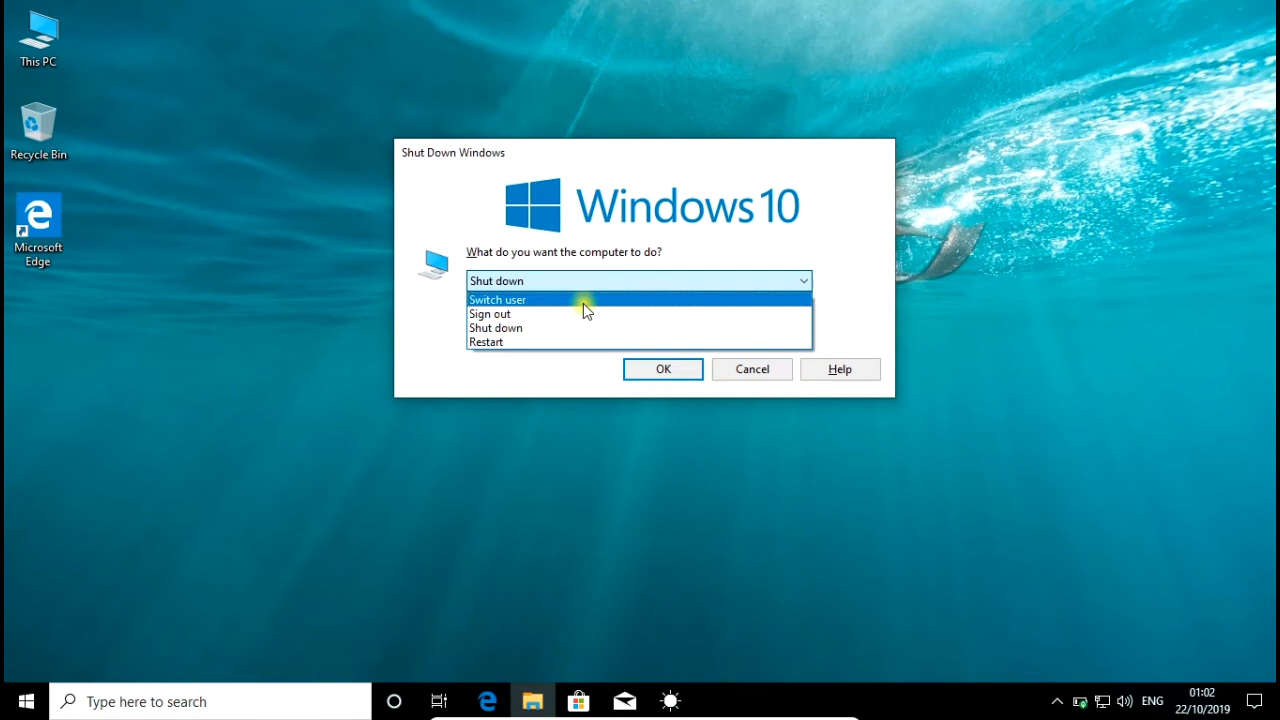 This PC
Recycle Bin
Microsoft
Edge
Shut Down Windows
Windows 10
What do you want the computer to do?
Shut down
Switch user
Sign out
Shut down
Restart
OK
Cancel
Help
Type here to search
ENG
01:02
22/10/2019